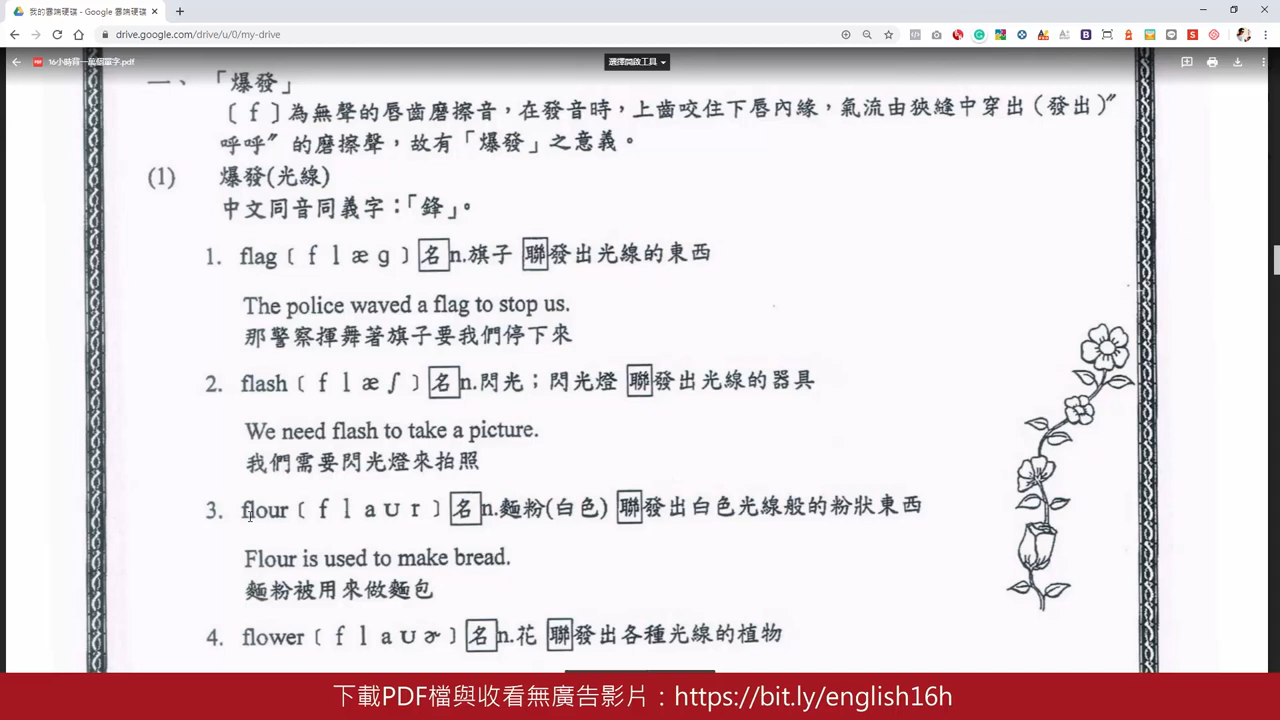 我的雲端硬碟 - Google 雲端硬碟
drive.google.com/drive/u/0/my-drive
16小時背一萬個單字.pdf
選擇開啟工具
一、「爆發」
〔f〕為無聲的唇齒磨擦音，在發音時，上齒咬住下唇內緣，氣流由狹縫中穿出（發出）〞
呼呼〞的磨擦聲，故有「爆發」之意義。
(1) 爆發(光線)
中文同音同義字：「鋒」。
1. flag〔f l æ g〕名n.旗子 聯發出光線的東西
The police waved a flag to stop us.
那警察揮舞著旗子要我們停下來
2. flash〔f l æ ʃ〕名n.閃光；閃光燈 聯發出光線的器具
We need flash to take a picture.
我們需要閃光燈來拍照
3. flour〔f l a ʊ r〕名n.麵粉(白色) 聯發出白色光線般的粉狀東西
Flour is used to make bread.
麵粉被用來做麵包
4. flower〔f l a ʊ ɚ〕名n.花 聯發出各種光線的植物
下載PDF檔與收看無廣告影片：https://bit.ly/english16h